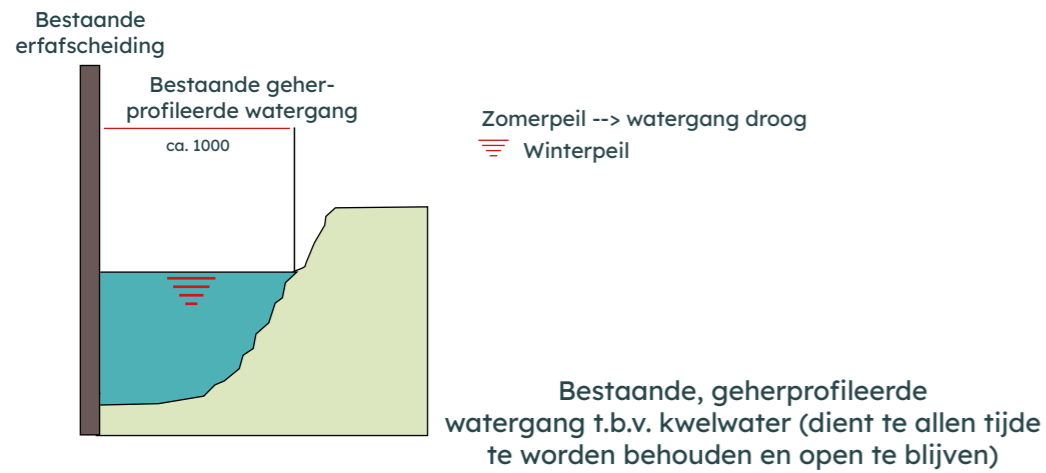 Bestaande
erfafscheiding
Bestaande geher-
profileerde watergang
ca. 1000
Zomerpeil --> watergang droog
Winterpeil
Bestaande, geherprofileerde
watergang t.b.v. kwelwater (dient te allen tijde
te worden behouden en open te blijven)